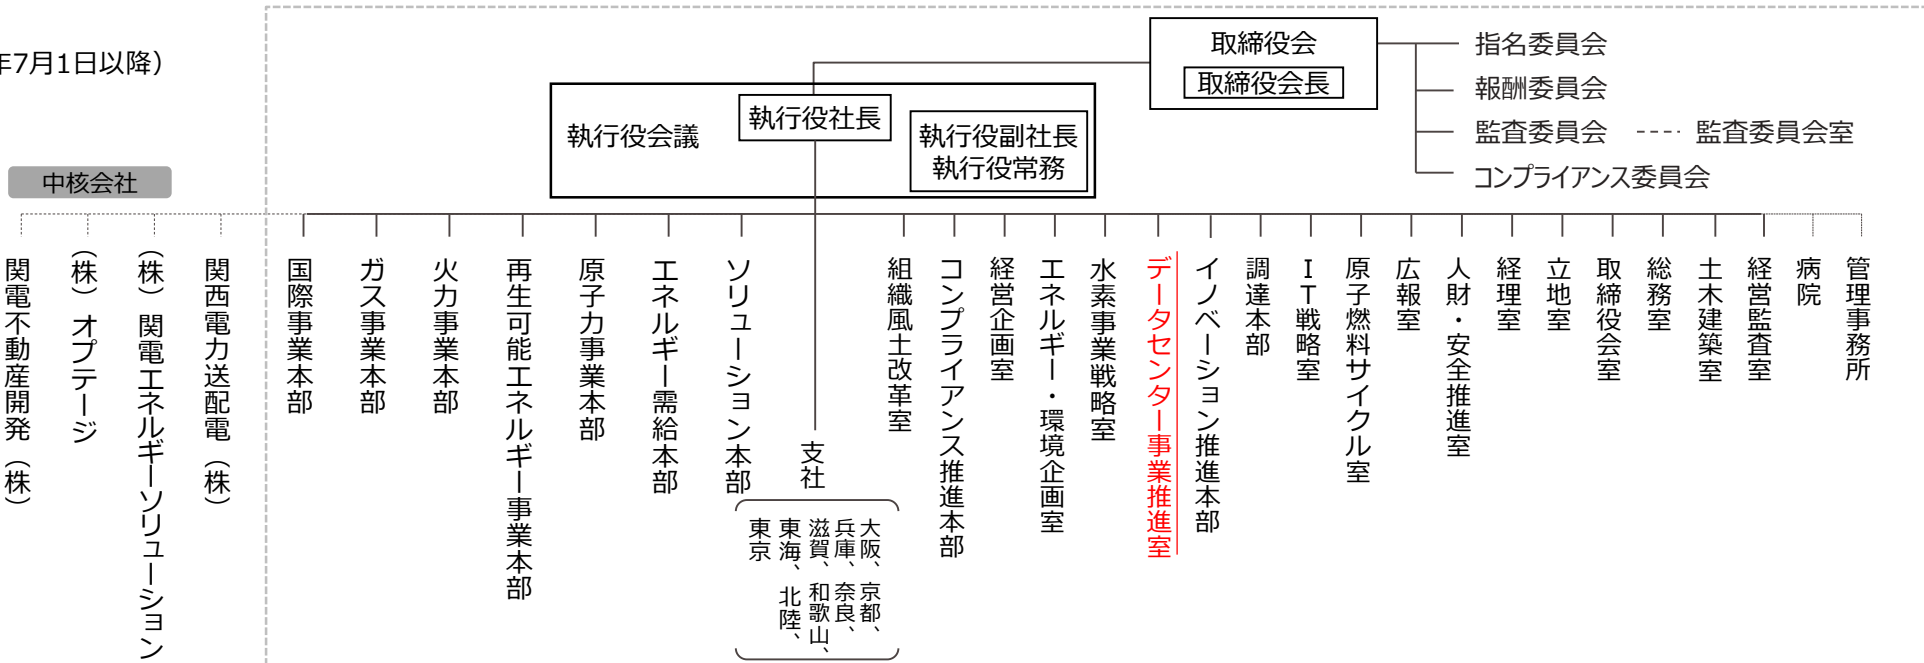 年7月1日以降）
取締役会
取締役会長
指名委員会
報酬委員会
監査委員会
監査委員会室
コンプライアンス委員会
執行役会議
執行役社長
執行役副社長
執行役常務
中核会社
関電不動産開発（株）
（株）オプテージ
（株）関電エネルギーソリューション
関西電力送配電（株）
国際事業本部
ガス事業本部
火力事業本部
再生可能エネルギー事業本部
原子力事業本部
エネルギー需給本部
ソリューション本部
支社
大阪、京都、
兵庫、奈良、
滋賀、和歌山、
東海、北陸、
東京
組織風土改革室
コンプライアンス推進本部
経営企画室
エネルギー・環境企画室
水素事業戦略室
データセンター事業推進室
イノベーション推進本部
調達本部
IT戦略室
原子燃料サイクル室
広報室
人財・安全推進室
経理室
立地室
取締役会室
総務室
土木建築室
経営監査室
病院
管理事務所